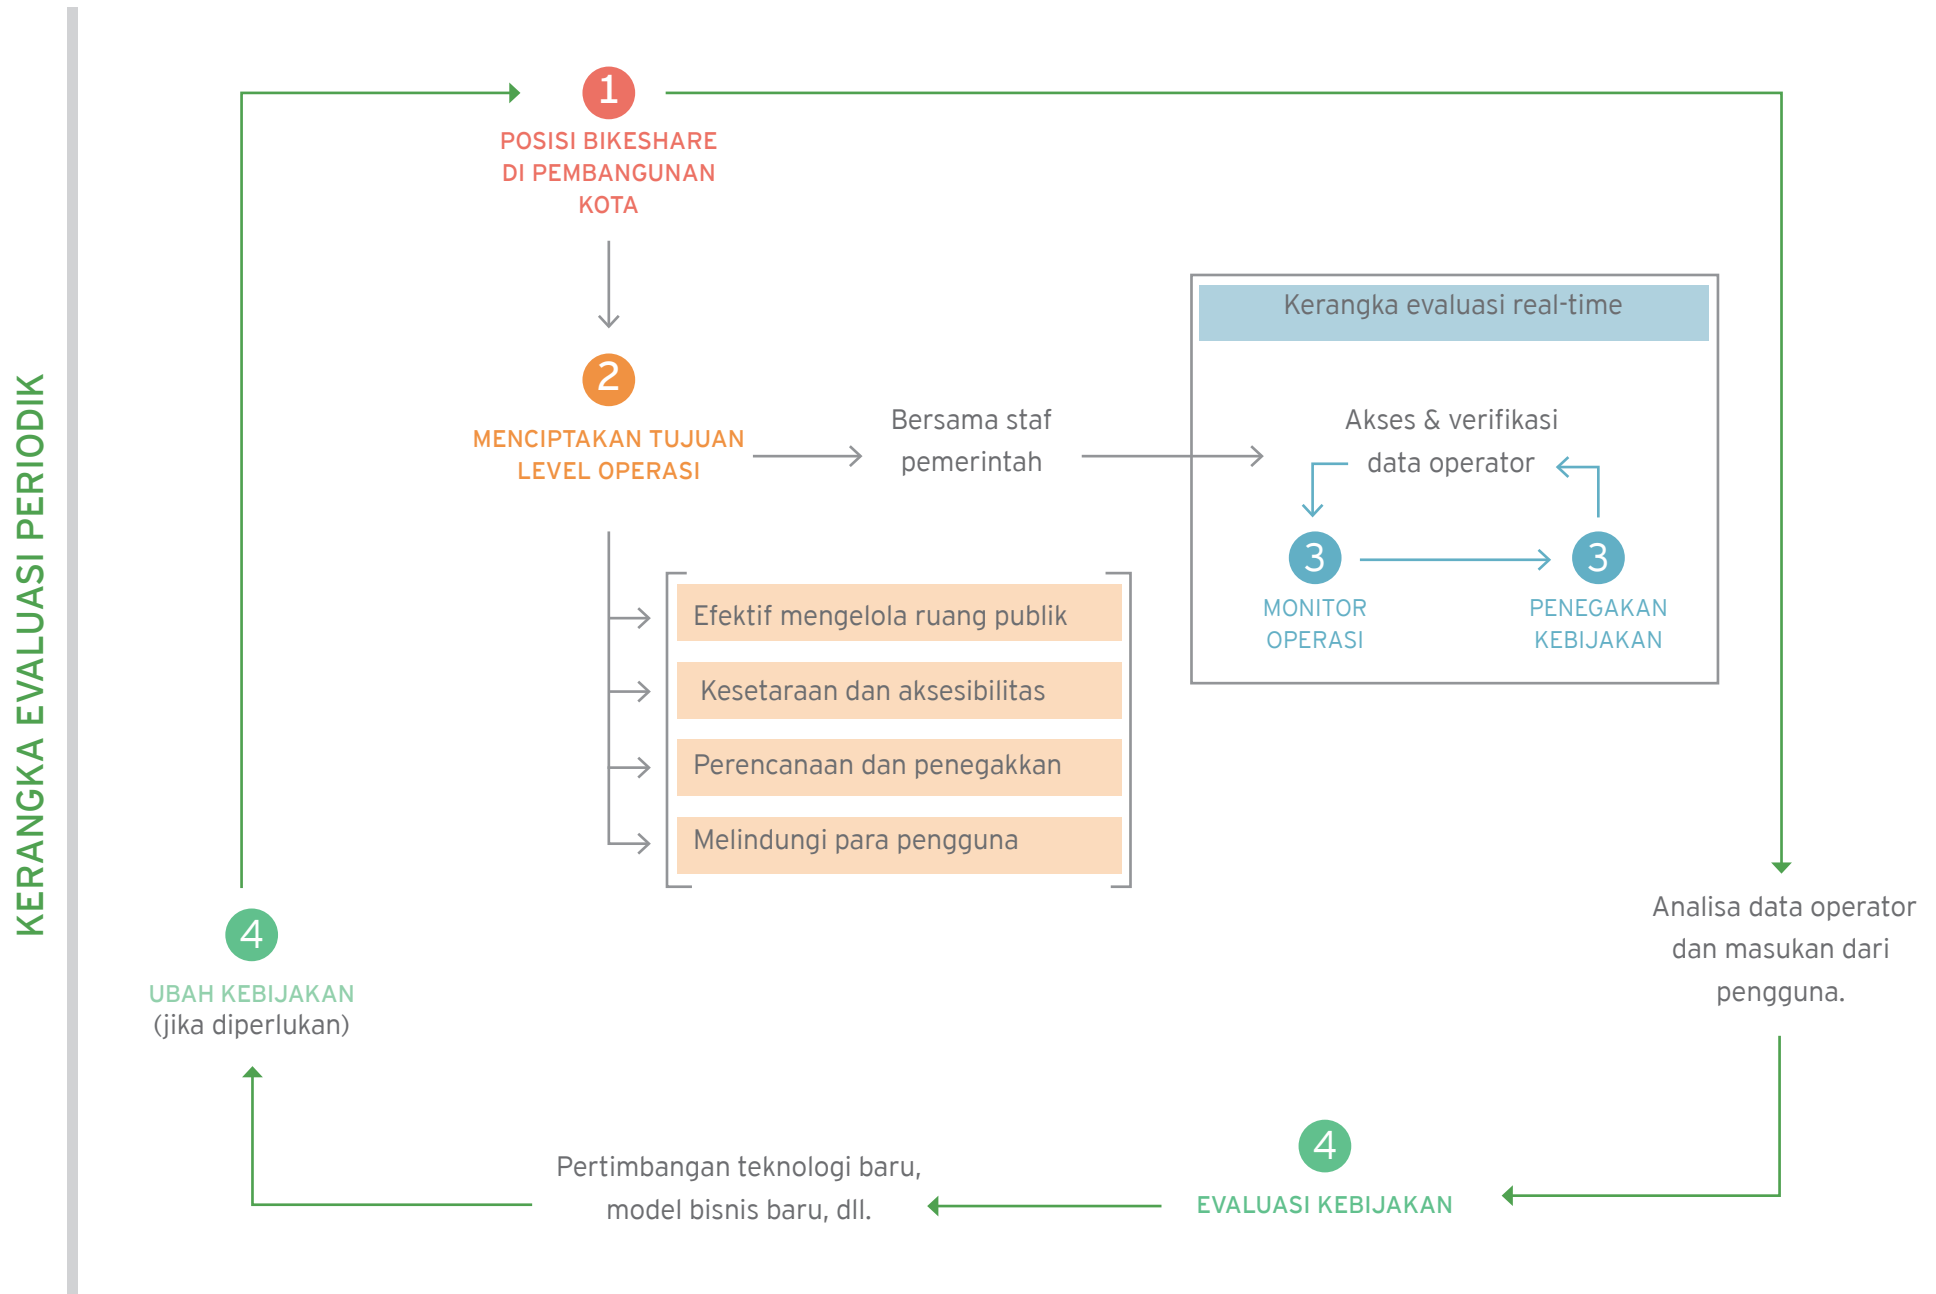 KERANGKA EVALUASI PERIODIK
1
POSISI BIKESHARE
DI PEMBANGUNAN
KOTA
2
MENCIPTAKAN TUJUAN
LEVEL OPERASI
Bersama staf
pemerintah
Kerangka evaluasi real-time
Akses & verifikasi
data operator
3
MONITOR
OPERASI
3
PENEGAKAN
KEBIJAKAN
Efektif mengelola ruang publik
Kesetaraan dan aksesibilitas
Perencanaan dan penegakkan
Melindungi para pengguna
Analisa data operator
dan masukan dari
pengguna.
4
EVALUASI KEBIJAKAN
Pertimbangan teknologi baru,
model bisnis baru, dll.
4
UBAH KEBIJAKAN
(jika diperlukan)